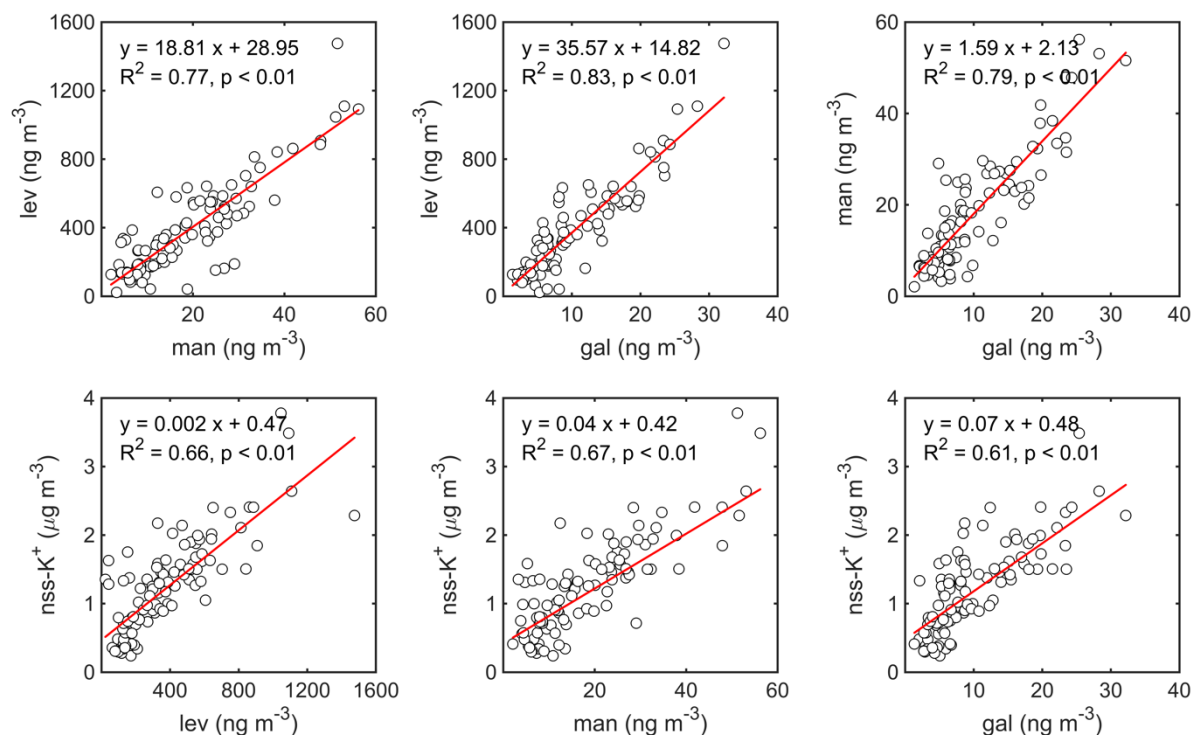 1600
1200
800
400
0
lev (ng m⁻³)
y = 18.81 x + 28.95
R² = 0.77, p < 0.01
0
20
40
60
man (ng m⁻³)
1600
1200
800
400
0
lev (ng m⁻³)
y = 35.57 x + 14.82
R² = 0.83, p < 0.01
0
10
20
30
40
gal (ng m⁻³)
60
40
20
0
man (ng m⁻³)
y = 1.59 x + 2.13
R² = 0.79, p < 0.01
10
20
30
40
gal (ng m⁻³)
4
3
2
1
0
nss-K⁺ (μg m⁻³)
y = 0.002 x + 0.47
R² = 0.66, p < 0.01
400
800
1200
1600
lev (ng m⁻³)
4
3
2
1
0
nss-K⁺ (μg m⁻³)
y = 0.04 x + 0.42
R² = 0.67, p < 0.01
20
40
60
man (ng m⁻³)
4
3
2
1
0
nss-K⁺ (μg m⁻³)
y = 0.07 x + 0.48
R² = 0.61, p < 0.01
10
20
30
40
gal (ng m⁻³)